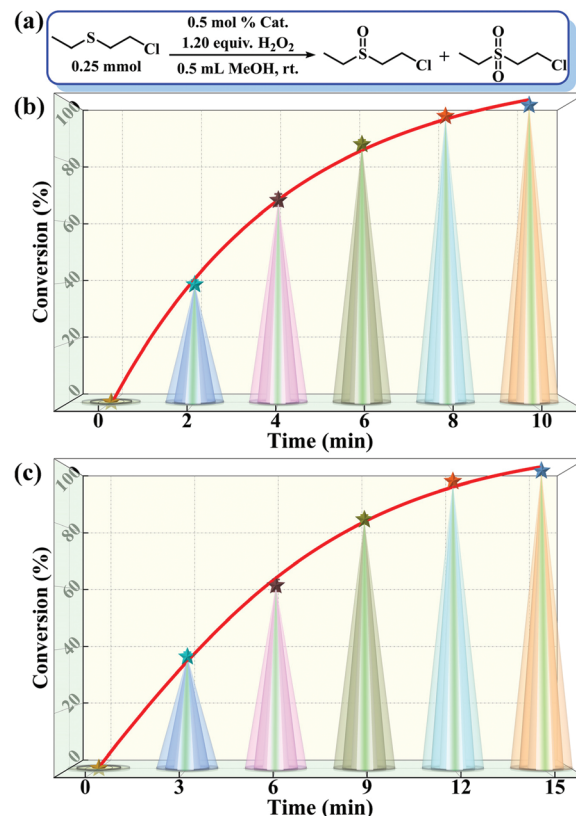 (a)
S
Cl
0.25 mmol
0.5 mol % Cat.
1.20 equiv. H₂O₂
0.5 mL MeOH, rt.
O
S
Cl
+
O
S
O
Cl
(b)
Conversion (%)
100
80
60
40
20
0
0 2 4 6 8 10
Time (min)
(c)
Conversion (%)
100
80
60
40
20
0
0 3 6 9 12 15
Time (min)